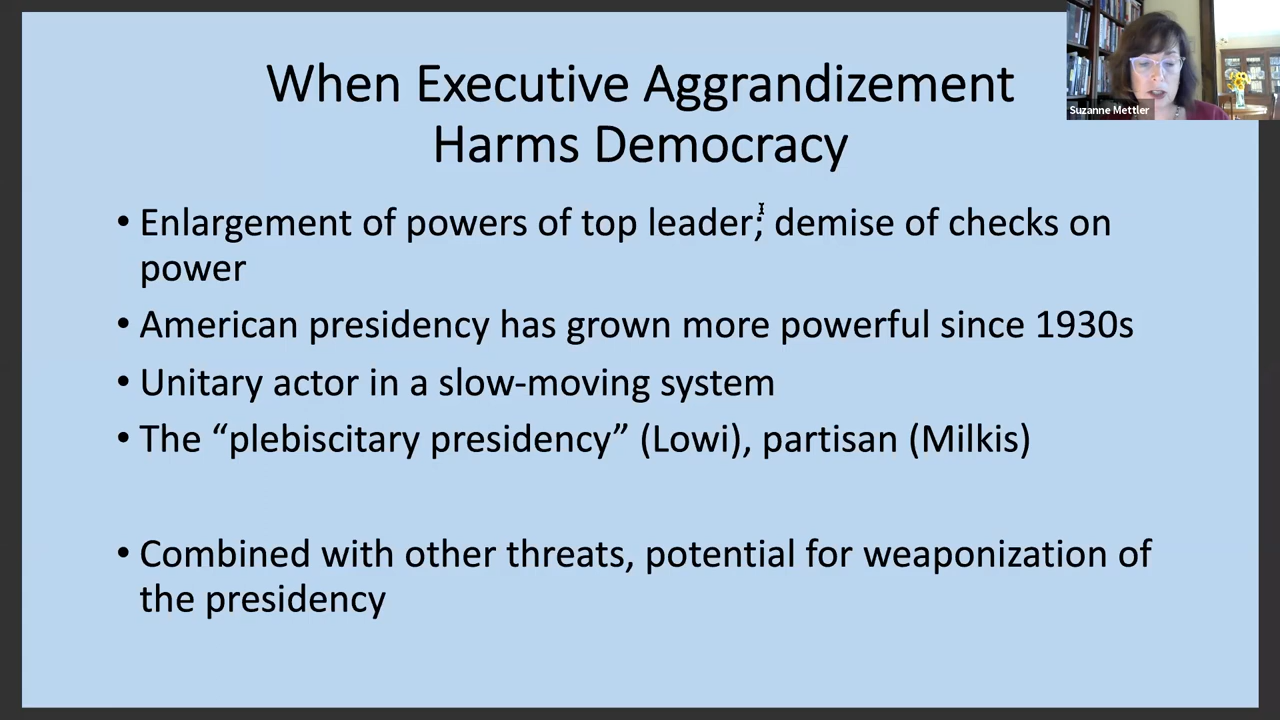 When Executive Aggrandizement
Harms Democracy
Suzanne Mettler
• Enlargement of powers of top leader; demise of checks on
power
• American presidency has grown more powerful since 1930s
• Unitary actor in a slow-moving system
• The “plebiscitary presidency” (Lowi), partisan (Milkis)
• Combined with other threats, potential for weaponization of
the presidency